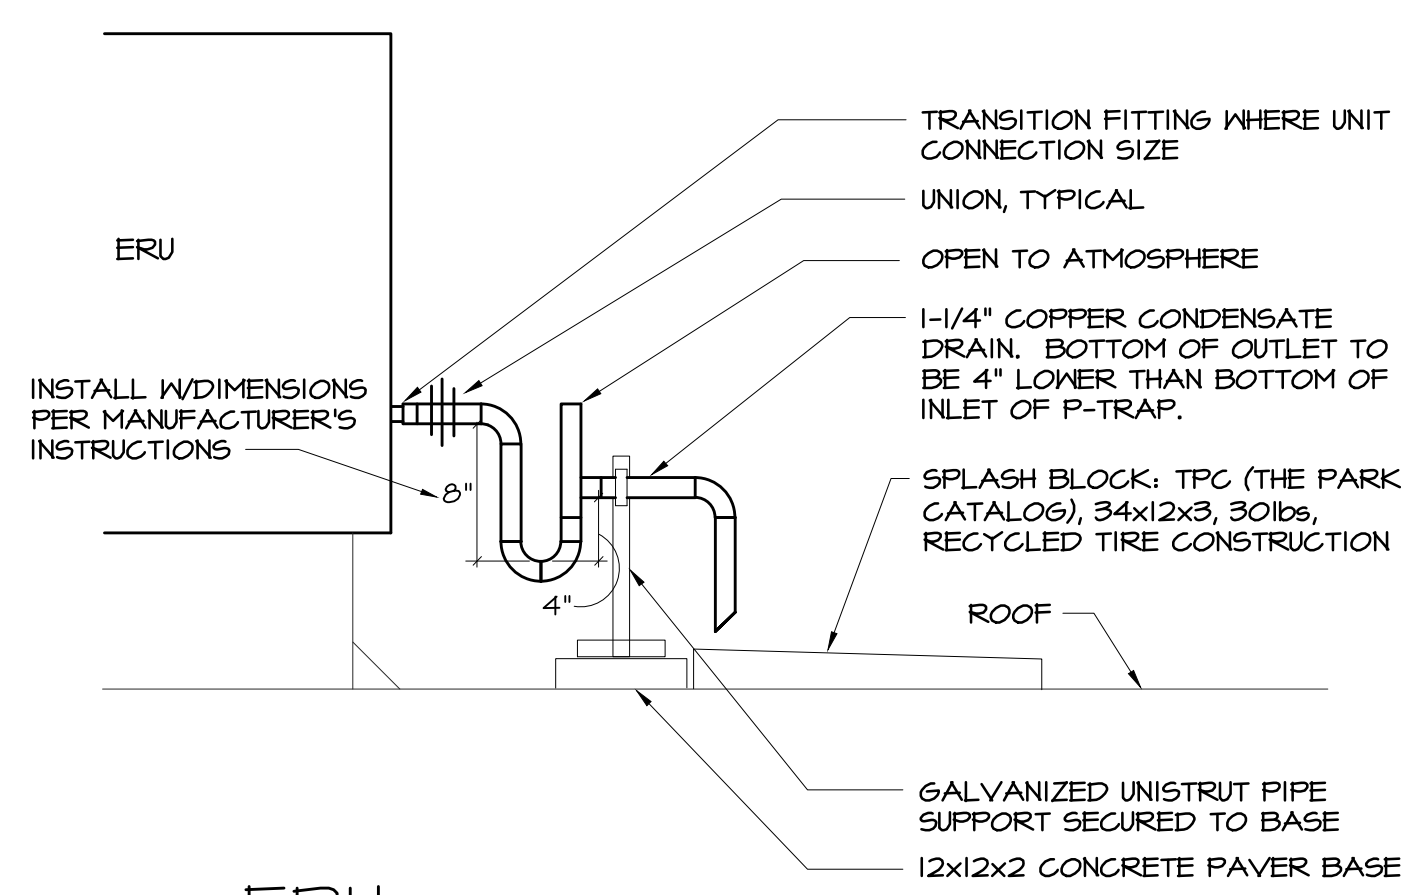 TRANSITION FITTING WHERE UNIT
CONNECTION SIZE
UNION, TYPICAL
ERU
OPEN TO ATMOSPHERE
1-1/4" COPPER CONDENSATE
DRAIN. BOTTOM OF OUTLET TO
BE 4" LOWER THAN BOTTOM OF
INLET OF P-TRAP.
INSTALL W/DIMENSIONS
PER MANUFACTURER'S
INSTRUCTIONS
8"
SPLASH BLOCK: TPC (THE PARK
CATALOG), 34x12x3, 30lbs,
RECYCLED TIRE CONSTRUCTION
4"
ROOF
GALVANIZED UNISTRUT PIPE
SUPPORT SECURED TO BASE
12x12x2 CONCRETE PAVER BASE